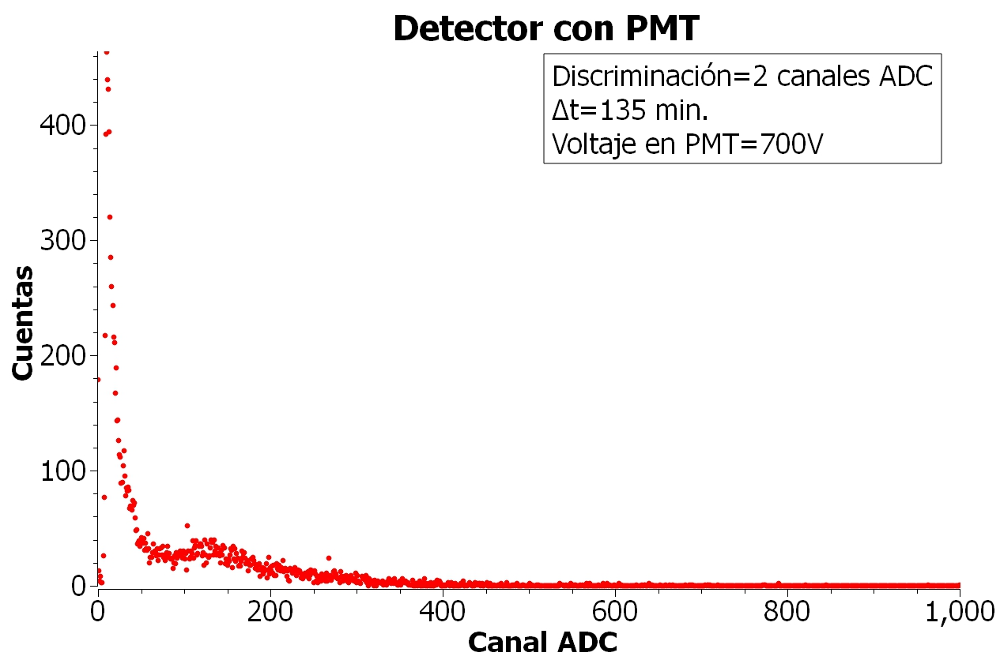 Detector con PMT
Discriminación=2 canales ADC
Δt=135 min.
Voltaje en PMT=700V
400
300
200
100
0
Cuentas
0
200
400
600
800
1,000
Canal ADC